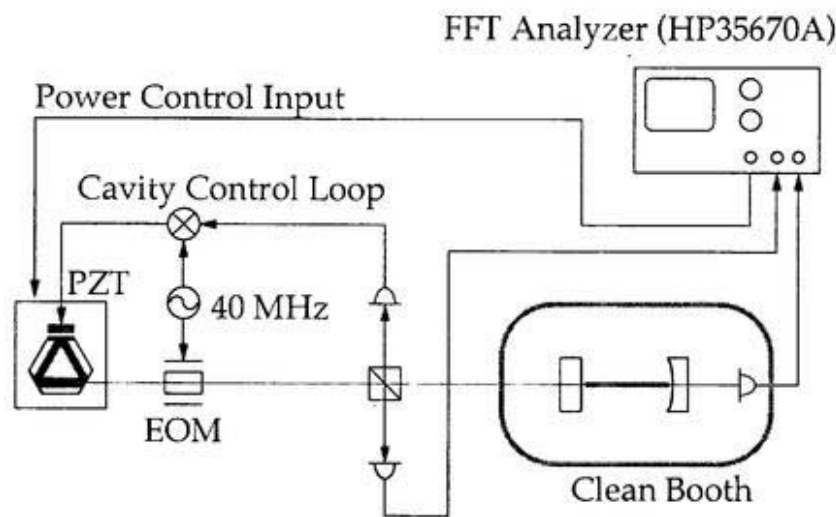 FFT Analyzer (HP35670A)
Power Control Input
Cavity Control Loop
PZT
40 MHz
EOM
Clean Booth